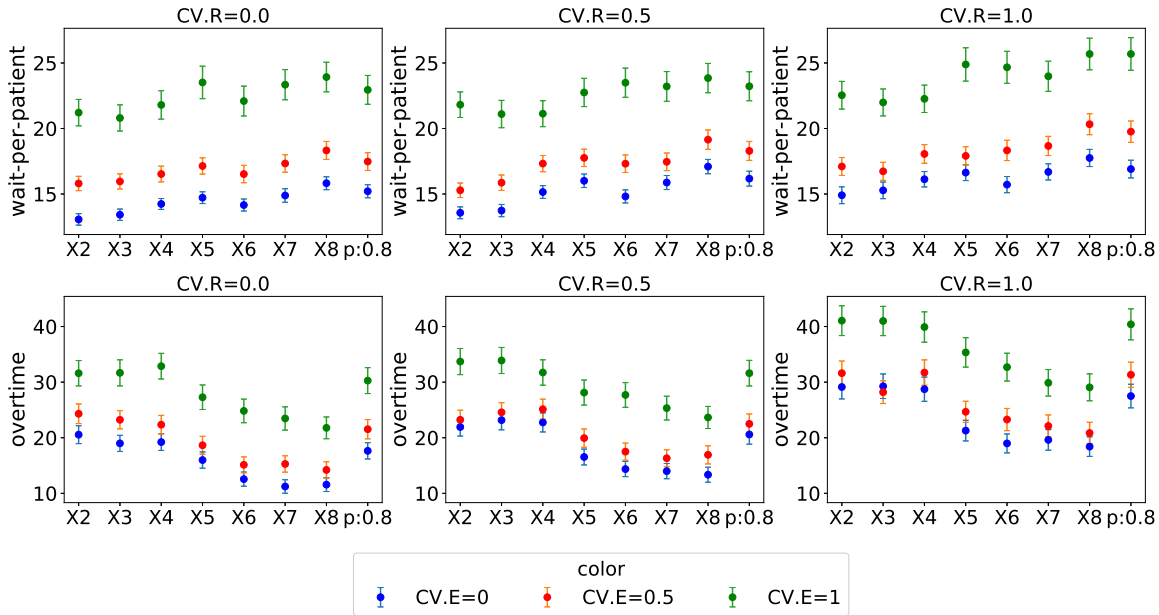 CV.R=0.0 CV.R=0.5 CV.R=1.0
wait-per-patient wait-per-patient wait-per-patient
25 25 25
20 20 20
15 15 15
X2 X3 X4 X5 X6 X7 X8 p:0.8 X2 X3 X4 X5 X6 X7 X8 p:0.8 X2 X3 X4 X5 X6 X7 X8 p:0.8
CV.R=0.0 CV.R=0.5 CV.R=1.0
overtime overtime overtime
40 40 40
30 30 30
20 20 20
10 10 10
X2 X3 X4 X5 X6 X7 X8 p:0.8 X2 X3 X4 X5 X6 X7 X8 p:0.8 X2 X3 X4 X5 X6 X7 X8 p:0.8
color
CV.E=0 CV.E=0.5 CV.E=1